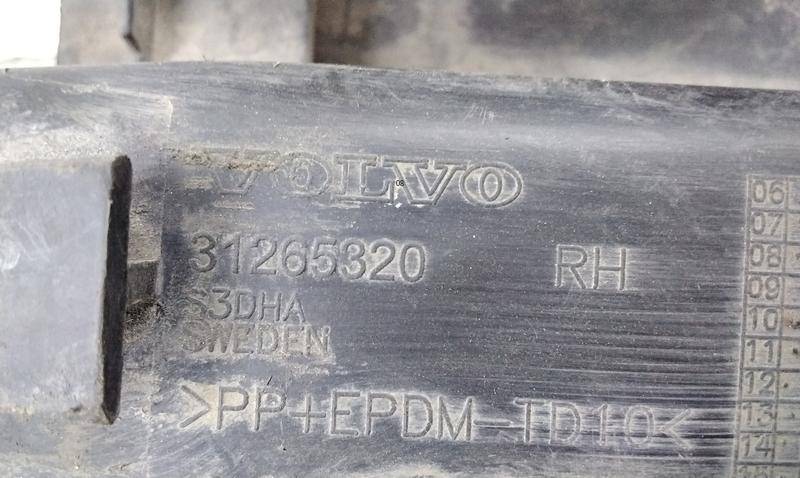 VOLVO
31265320 RH
S3DHA
SWEDEN
>PP+EPDM-TD10<
06
07
08
09
10
11
12
13
14